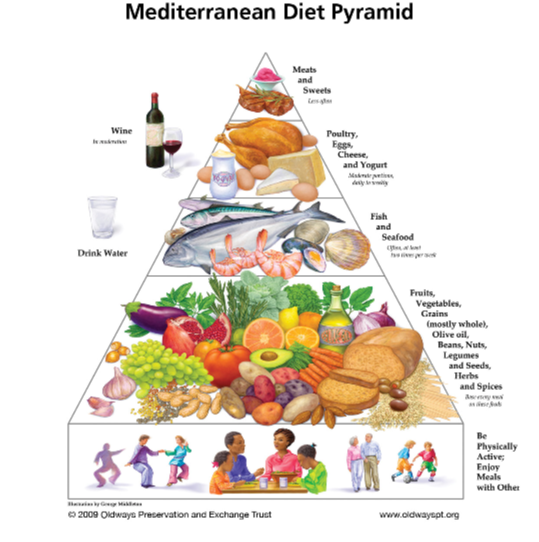 Mediterranean Diet Pyramid
Meats
and
Sweets
Less often
Wine
In moderation
Poultry,
Eggs,
Cheese,
and Yogurt
Moderate portions,
daily to weekly
Drink Water
Fish
and
Seafood
Often, at least
two times per week
Fruits,
Vegetables,
Grains
(mostly whole),
Olive oil,
Beans, Nuts,
Legumes
and Seeds,
Herbs
and Spices
Base every meal
on these foods
Be
Physically
Active;
Enjoy
Meals
with Other
Illustration by George Middleton
© 2009 Oldways Preservation and Exchange Trust
www.oldwayspt.org